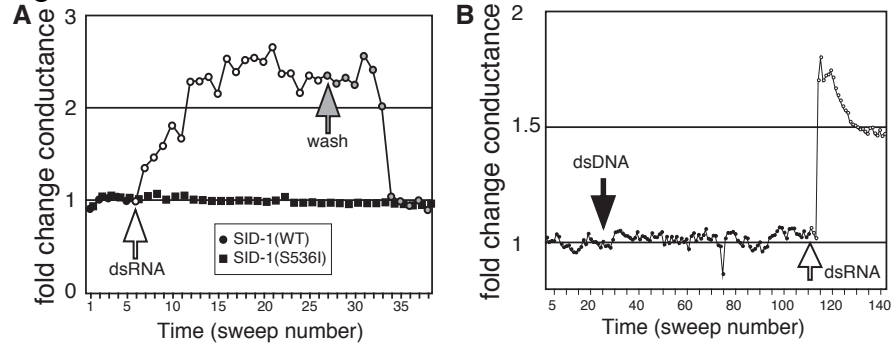 A
fold change conductance
3
2
1
0
wash
dsRNA
SID-1(WT)
SID-1(S536I)
1 5 10 15 20 25 30 35
Time (sweep number)
B
fold change conductance
2
1.5
1
dsDNA
dsRNA
5 20 40 60 80 100 120 140
Time (sweep number)